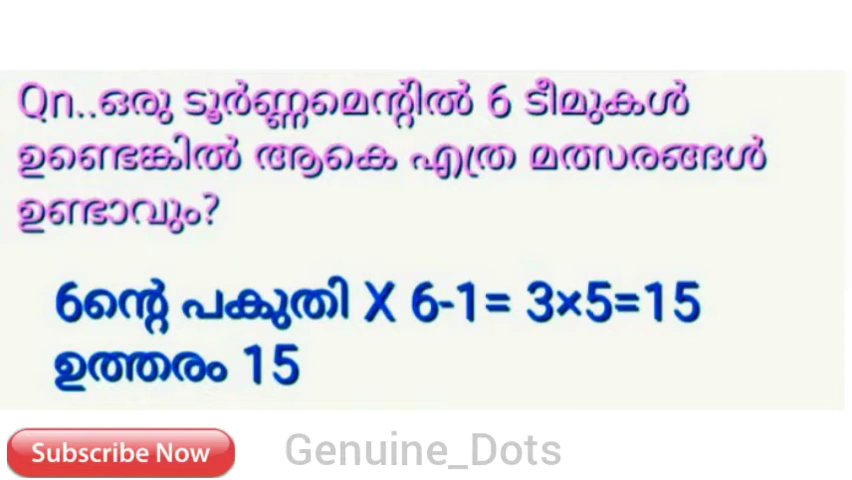 Qn..ഒരു ടൂർണ്ണമെന്റിൽ 6 ടീമുകൾ
ഉണ്ടെങ്കിൽ ആകെ എത്ര മത്സരങ്ങൾ
ഉണ്ടാവും?
6ന്റെ പകുതി X 6-1= 3×5=15
ഉത്തരം 15
Subscribe Now
Genuine_Dots